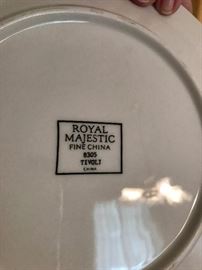 ROYAL
MAJESTIC
FINE CHINA
8305
TIVOLI
CHINA